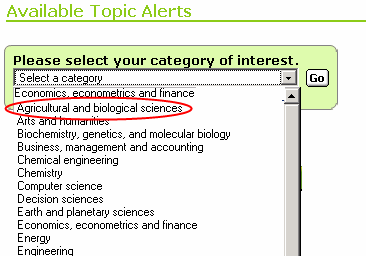 Available Topic Alerts
Please select your category of interest.
Select a category
Go
Economics, econometrics and finance
Agricultural and biological sciences
Arts and humanities
Biochemistry, genetics, and molecular biology
Business, management and accounting
Chemical engineering
Chemistry
Computer science
Decision sciences
Earth and planetary sciences
Economics, econometrics and finance
Energy
Engineering